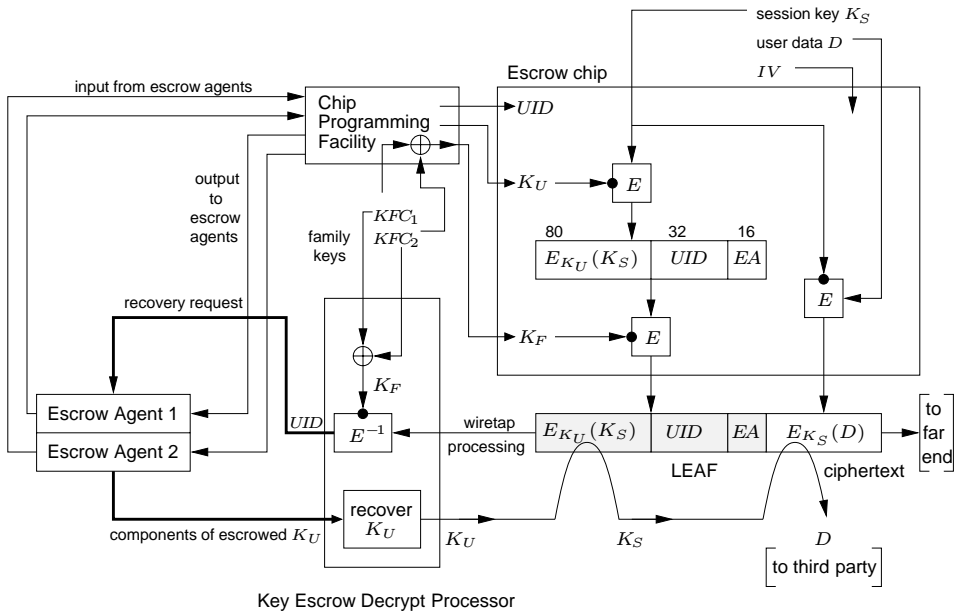 session key K_S
user data D
IV
Escrow chip
input from escrow agents
Chip
Programming
Facility
UID
output
to
escrow
agents
K_U
E
KFC_1
KFC_2
family
keys
80 32 16
E_{K_U}(K_S) UID EA
E
recovery request
K_F
E
K_F
Escrow Agent 1
Escrow Agent 2
UID
E^{-1}
wiretap
processing
E_{K_U}(K_S) UID EA E_{K_S}(D)
to
far
end
LEAF
ciphertext
recover
K_U
components of escrowed K_U
K_U
K_S
D
to third party
Key Escrow Decrypt Processor